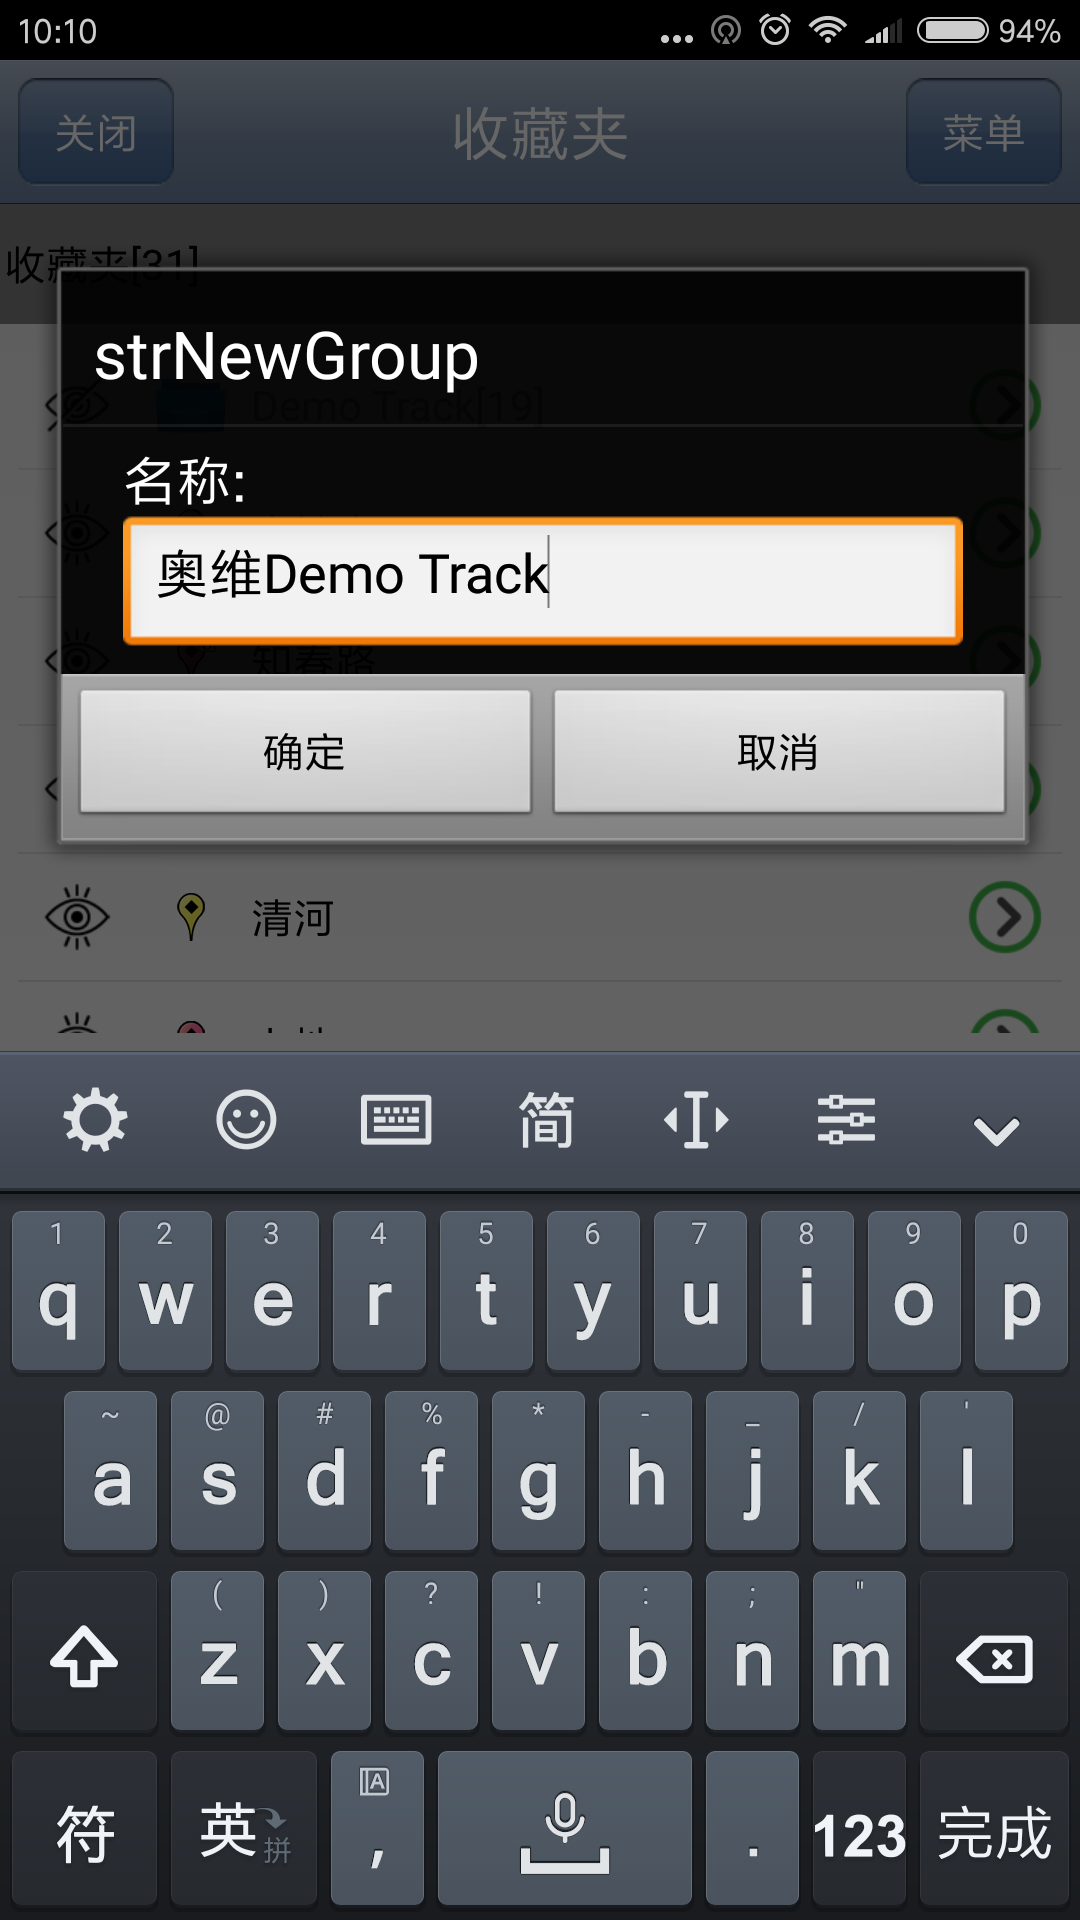 10:10 94%
关闭 收藏夹 菜单
收藏夹[31]
strNewGroup
Demo Track[19]
名称:
奥维Demo Track
知春路
确定 取消
清河
简
1 2 3 4 5 6 7 8 9 0
q w e r t y u i o p
~ @ # % * - _ / '
a s d f g h j k l
( ) ? ! : ; "
z x c v b n m
符 英 拼 , . 123 完成